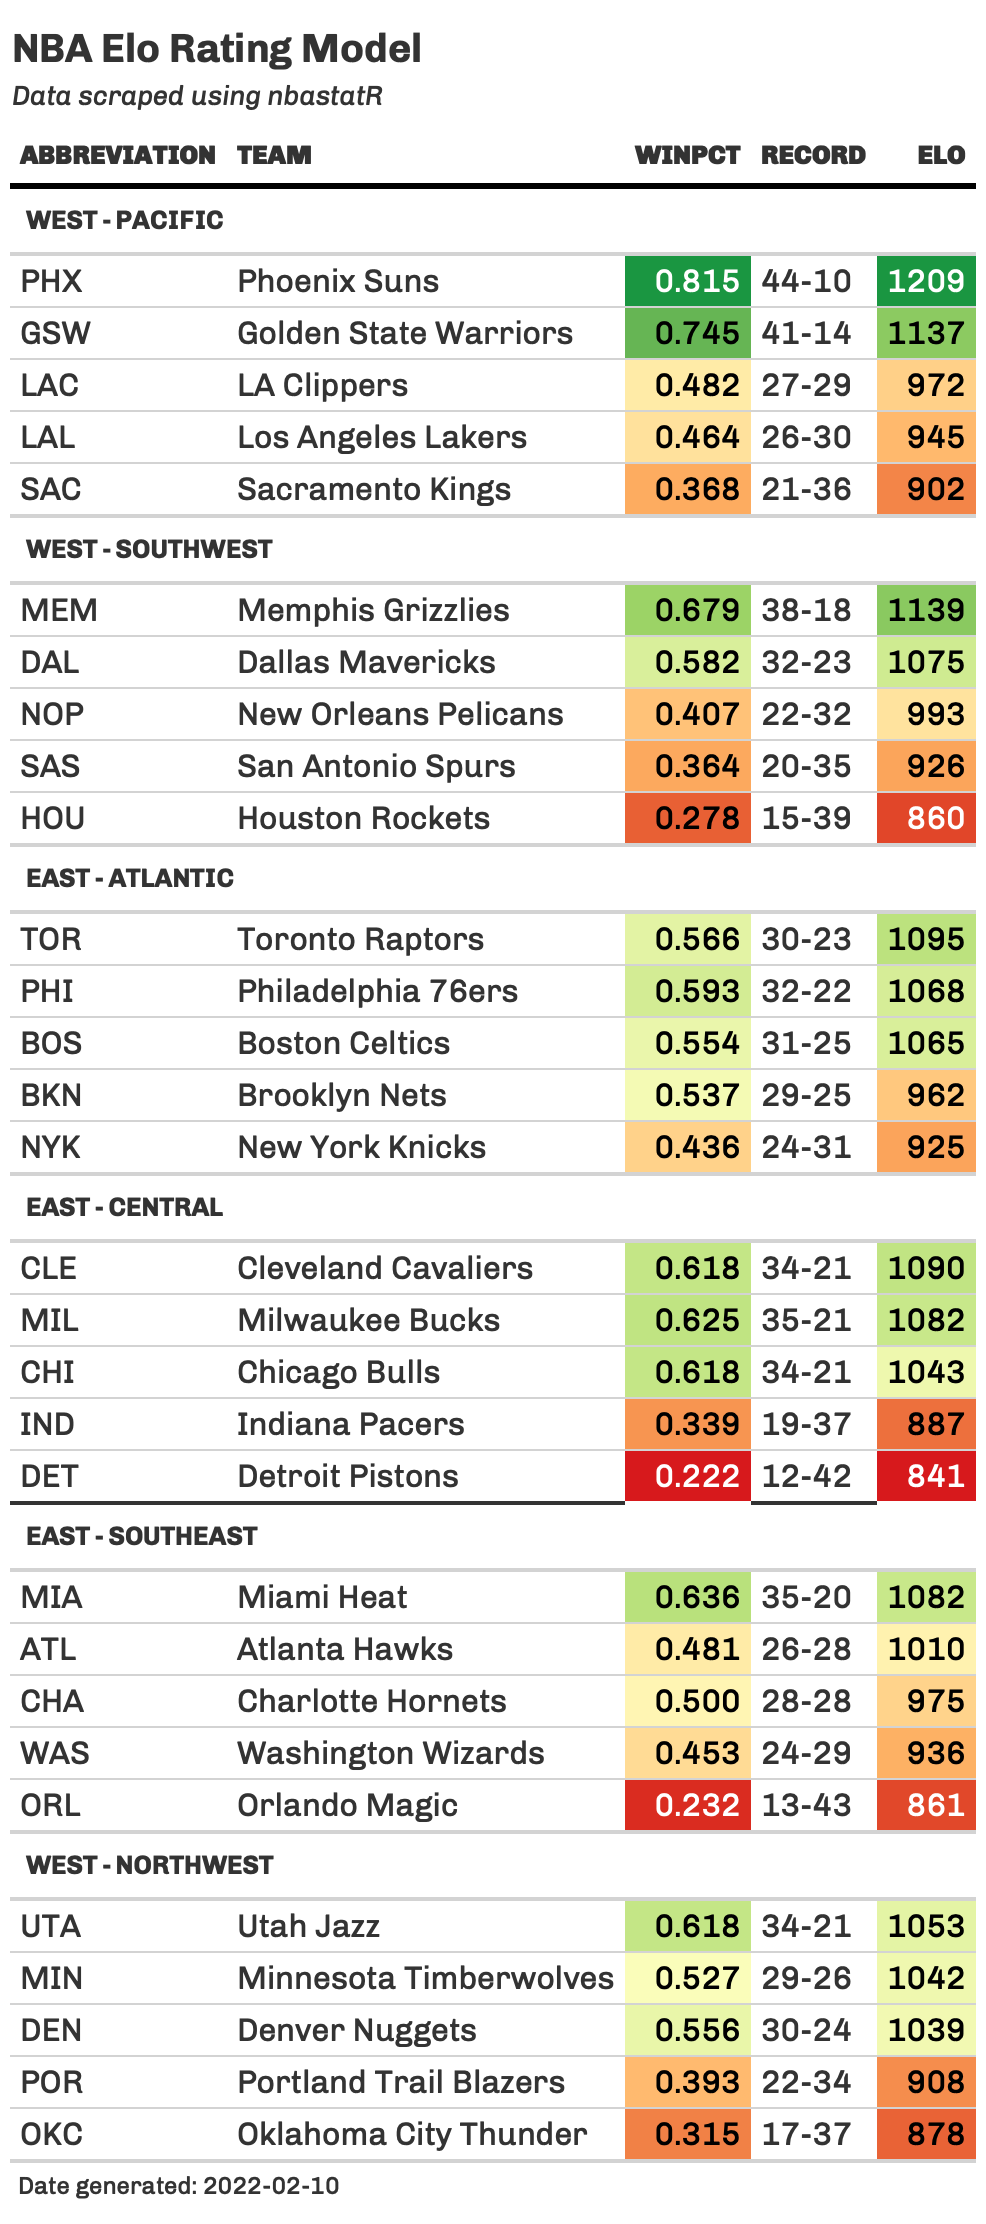 NBA Elo Rating Model
Data scraped using nbastatR
ABBREVIATION TEAM WINPCT RECORD ELO
WEST - PACIFIC
PHX Phoenix Suns 0.815 44-10 1209
GSW Golden State Warriors 0.745 41-14 1137
LAC LA Clippers 0.482 27-29 972
LAL Los Angeles Lakers 0.464 26-30 945
SAC Sacramento Kings 0.368 21-36 902
WEST - SOUTHWEST
MEM Memphis Grizzlies 0.679 38-18 1139
DAL Dallas Mavericks 0.582 32-23 1075
NOP New Orleans Pelicans 0.407 22-32 993
SAS San Antonio Spurs 0.364 20-35 926
HOU Houston Rockets 0.278 15-39 860
EAST - ATLANTIC
TOR Toronto Raptors 0.566 30-23 1095
PHI Philadelphia 76ers 0.593 32-22 1068
BOS Boston Celtics 0.554 31-25 1065
BKN Brooklyn Nets 0.537 29-25 962
NYK New York Knicks 0.436 24-31 925
EAST - CENTRAL
CLE Cleveland Cavaliers 0.618 34-21 1090
MIL Milwaukee Bucks 0.625 35-21 1082
CHI Chicago Bulls 0.618 34-21 1043
IND Indiana Pacers 0.339 19-37 887
DET Detroit Pistons 0.222 12-42 841
EAST - SOUTHEAST
MIA Miami Heat 0.636 35-20 1082
ATL Atlanta Hawks 0.481 26-28 1010
CHA Charlotte Hornets 0.500 28-28 975
WAS Washington Wizards 0.453 24-29 936
ORL Orlando Magic 0.232 13-43 861
WEST - NORTHWEST
UTA Utah Jazz 0.618 34-21 1053
MIN Minnesota Timberwolves 0.527 29-26 1042
DEN Denver Nuggets 0.556 30-24 1039
POR Portland Trail Blazers 0.393 22-34 908
OKC Oklahoma City Thunder 0.315 17-37 878
Date generated: 2022-02-10